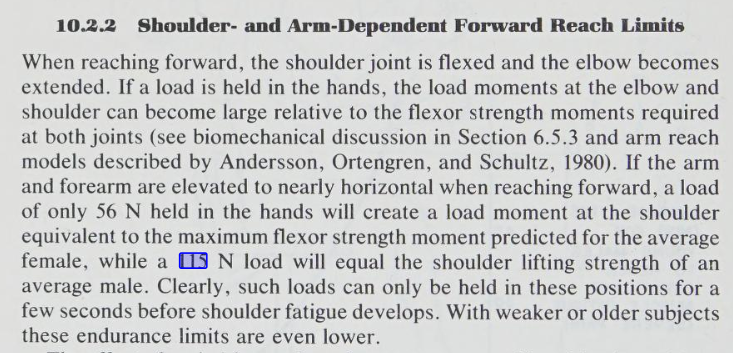 10.2.2 Shoulder- and Arm-Dependent Forward Reach Limits
When reaching forward, the shoulder joint is flexed and the elbow becomes
extended. If a load is held in the hands, the load moments at the elbow and
shoulder can become large relative to the flexor strength moments required
at both joints (see biomechanical discussion in Section 6.5.3 and arm reach
models described by Andersson, Ortengren, and Schultz, 1980). If the arm
and forearm are elevated to nearly horizontal when reaching forward, a load
of only 56 N held in the hands will create a load moment at the shoulder
equivalent to the maximum flexor strength moment predicted for the average
female, while a 115 N load will equal the shoulder lifting strength of an
average male. Clearly, such loads can only be held in these positions for a
few seconds before shoulder fatigue develops. With weaker or older subjects
these endurance limits are even lower.